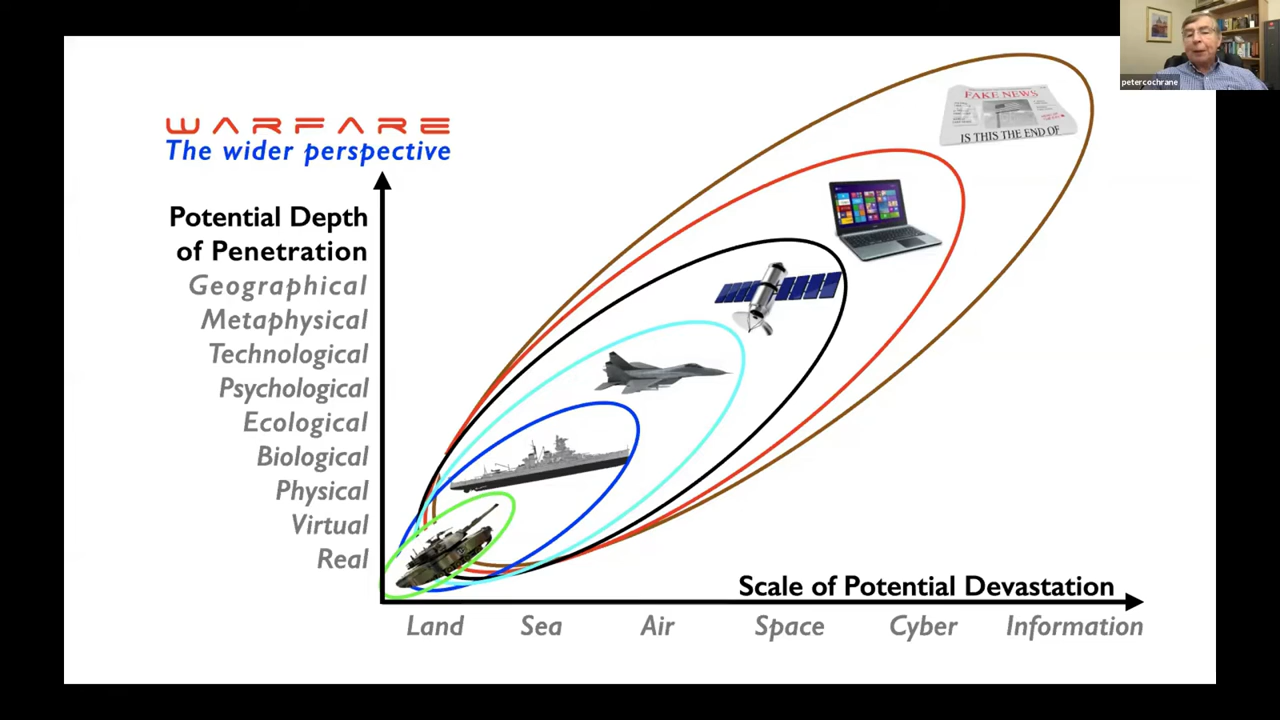 petercochrane
WARFARE
The wider perspective
Potential Depth
of Penetration
Geographical
Metaphysical
Technological
Psychological
Ecological
Biological
Physical
Virtual
Real
FAKE NEWS
IS THIS THE END OF
Scale of Potential Devastation
Land Sea Air Space Cyber Information